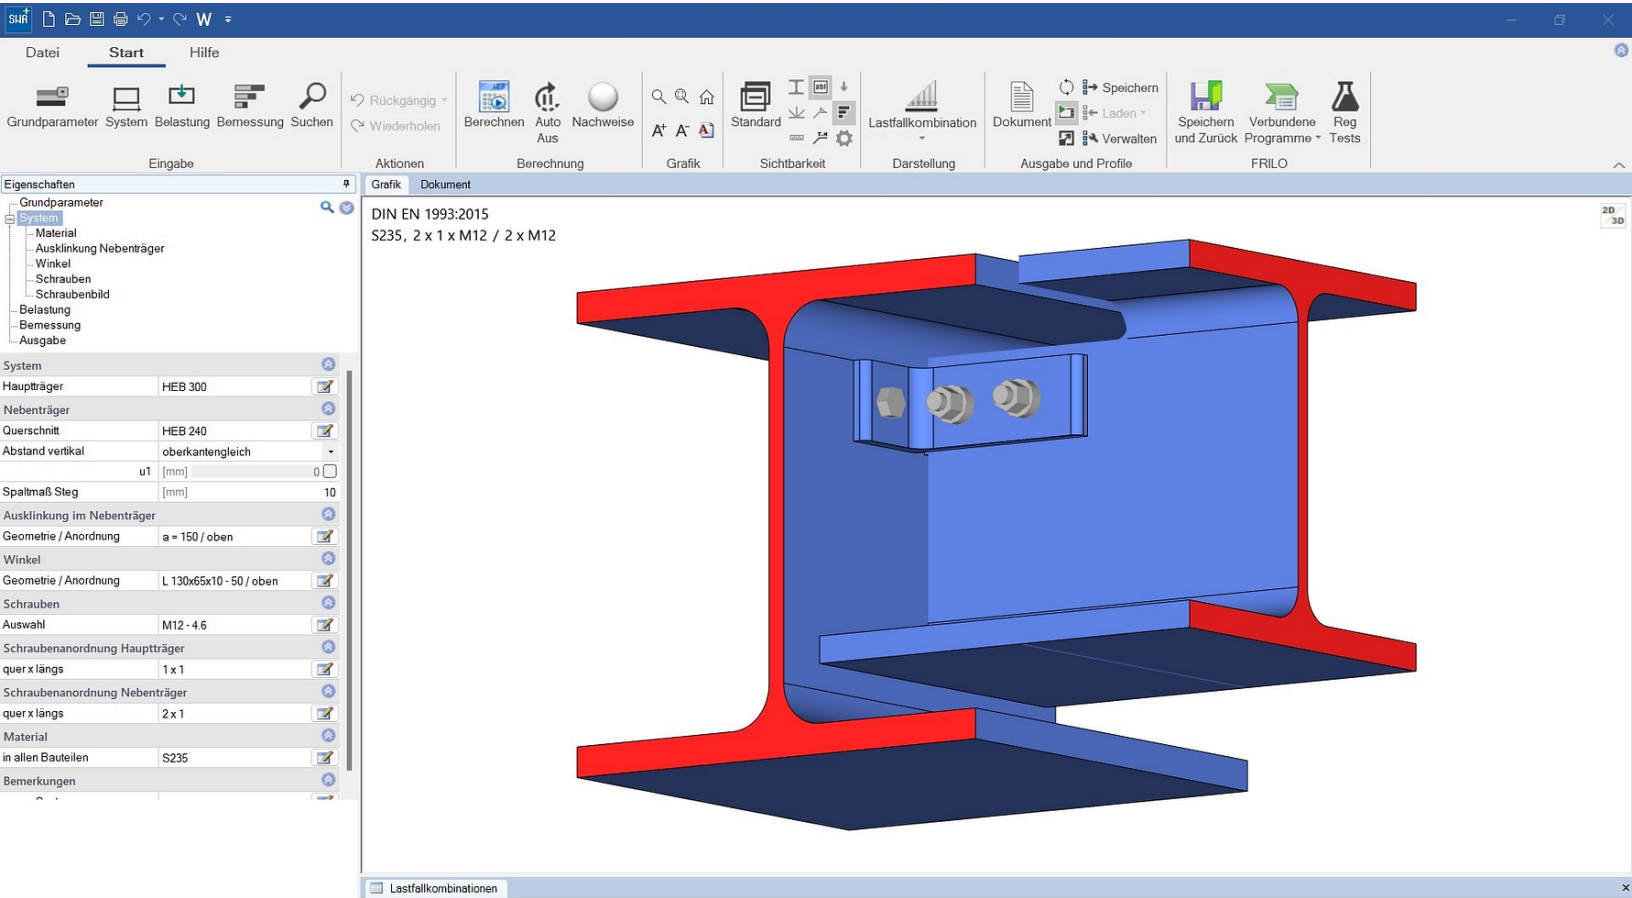 SWA+
W
Datei Start Hilfe
Grundparameter System Belastung Bemessung Suchen
Eingabe
Rückgängig
Wiederholen
Aktionen
Berechnen Auto Aus Nachweise
Berechnung
A+ A- A
Grafik
Standard
Sichtbarkeit
Lastfallkombination
Darstellung
Dokument
Speichern
Laden
Verwalten
Ausgabe und Profile
Speichern und Zurück
Verbundene Programme
Reg Tests
FRILO
Eigenschaften
Grundparameter
System
Material
Ausklinkung Nebenträger
Winkel
Schrauben
Schraubenbild
Belastung
Bemessung
Ausgabe
System
Hauptträger HEB 300
Nebenträger
Querschnitt HEB 240
Abstand vertikal oberkantengleich
u1 [mm] 0
Spaltmaß Steg [mm] 10
Ausklinkung im Nebenträger
Geometrie / Anordnung a = 150 / oben
Winkel
Geometrie / Anordnung L 130x65x10 - 50 / oben
Schrauben
Auswahl M12 - 4.6
Schraubenanordnung Hauptträger
quer x längs 1 x 1
Schraubenanordnung Nebenträger
quer x längs 2 x 1
Material
in allen Bauteilen S235
Bemerkungen
Grafik Dokument
DIN EN 1993:2015
S235, 2 x 1 x M12 / 2 x M12
2D/3D
Lastfallkombinationen